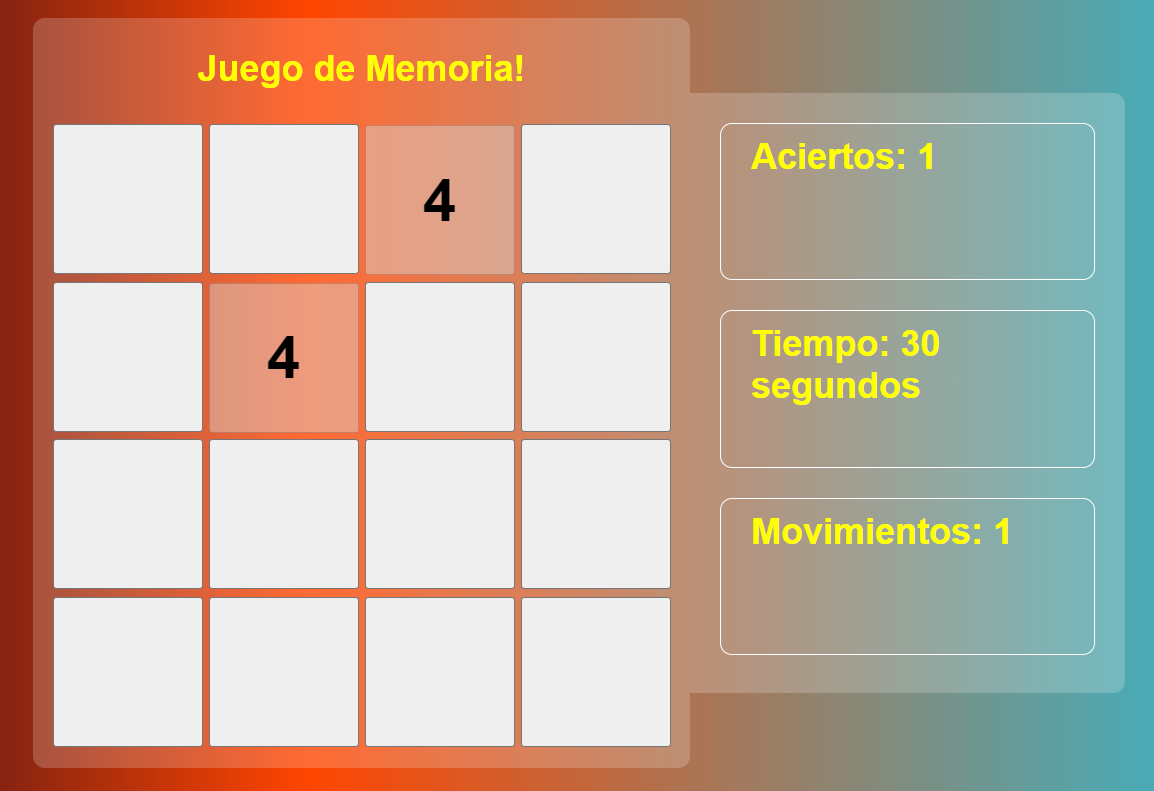 Juego de Memoria!
4
4
Aciertos: 1
Tiempo: 30
segundos
Movimientos: 1